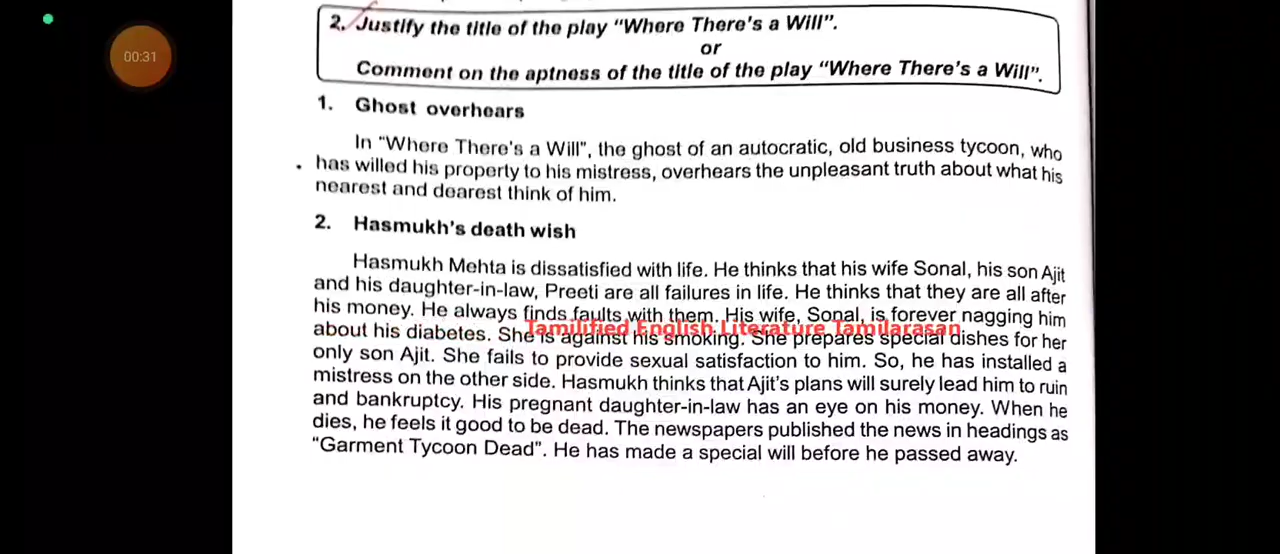 00:31
2. Justify the title of the play "Where There's a Will".
or
Comment on the aptness of the title of the play "Where There's a Will".
1. Ghost overhears
In "Where There's a Will", the ghost of an autocratic, old business tycoon, who
has willed his property to his mistress, overhears the unpleasant truth about what his
nearest and dearest think of him.
2. Hasmukh's death wish
Hasmukh Mehta is dissatisfied with life. He thinks that his wife Sonal, his son Ajit
and his daughter-in-law, Preeti are all failures in life. He thinks that they are all after
his money. He always finds faults with them. His wife, Sonal, is forever nagging him
Tamilified English Literature Tamilarasan
about his diabetes. She is against his smoking. She prepares special dishes for her
only son Ajit. She fails to provide sexual satisfaction to him. So, he has installed a
mistress on the other side. Hasmukh thinks that Ajit's plans will surely lead him to ruin
and bankruptcy. His pregnant daughter-in-law has an eye on his money. When he
dies, he feels it good to be dead. The newspapers published the news in headings as
"Garment Tycoon Dead". He has made a special will before he passed away.